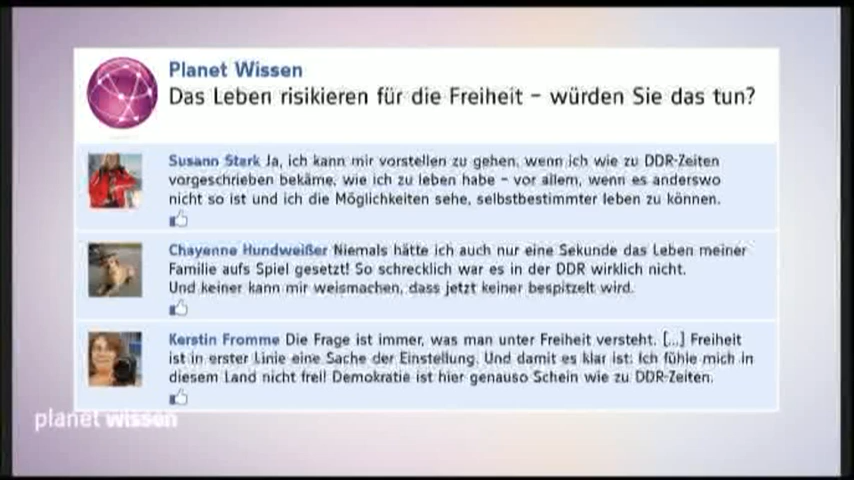 Planet Wissen
Das Leben risikieren für die Freiheit – würden Sie das tun?
Susann Stark Ja, ich kann mir vorstellen zu gehen, wenn ich wie zu DDR-Zeiten
vorgeschrieben bekäme, wie ich zu leben habe – vor allem, wenn es anderswo
nicht so ist und ich die Möglichkeiten sehe, selbstbestimmter leben zu können.
Chayenne Hundweißer Niemals hätte ich auch nur eine Sekunde das Leben meiner
Familie aufs Spiel gesetzt! So schrecklich war es in der DDR wirklich nicht.
Und keiner kann mir weismachen, dass jetzt keiner bespitzelt wird.
Kerstin Fromme Die Frage ist immer, was man unter Freiheit versteht. [...] Freiheit
ist in erster Linie eine Sache der Einstellung. Und damit es klar ist: Ich fühle mich in
diesem Land nicht frei! Demokratie ist hier genauso Schein wie zu DDR-Zeiten.
planet wissen